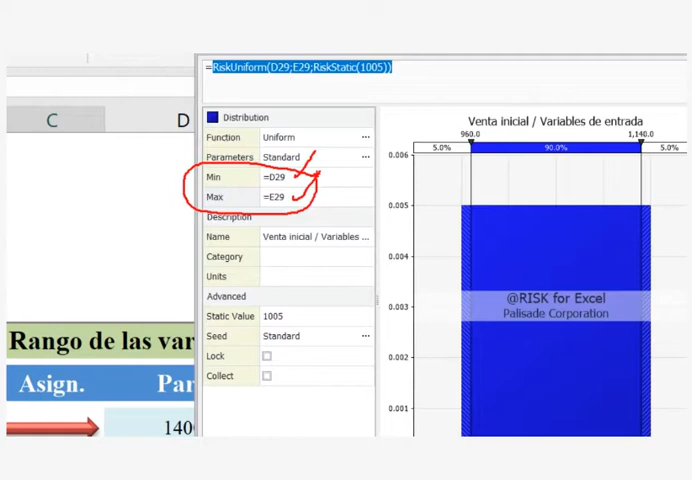 =RiskUniform(D29;E29;RiskStatic(1005))
C
D
Distribution
Function Uniform ...
Parameters Standard ...
Min =D29
Max =E29
Description
Name Venta inicial / Variables ...
Category
Units
Advanced
Static Value 1005
Seed Standard ...
Lock
Collect
Venta inicial / Variables de entrada
960.0 1,140.0
5.0% 90.0% 5.0%
0.006
0.005
0.004
0.003
0.002
0.001
@RISK for Excel
Palisade Corporation
Rango de las var
Asign. Par
140